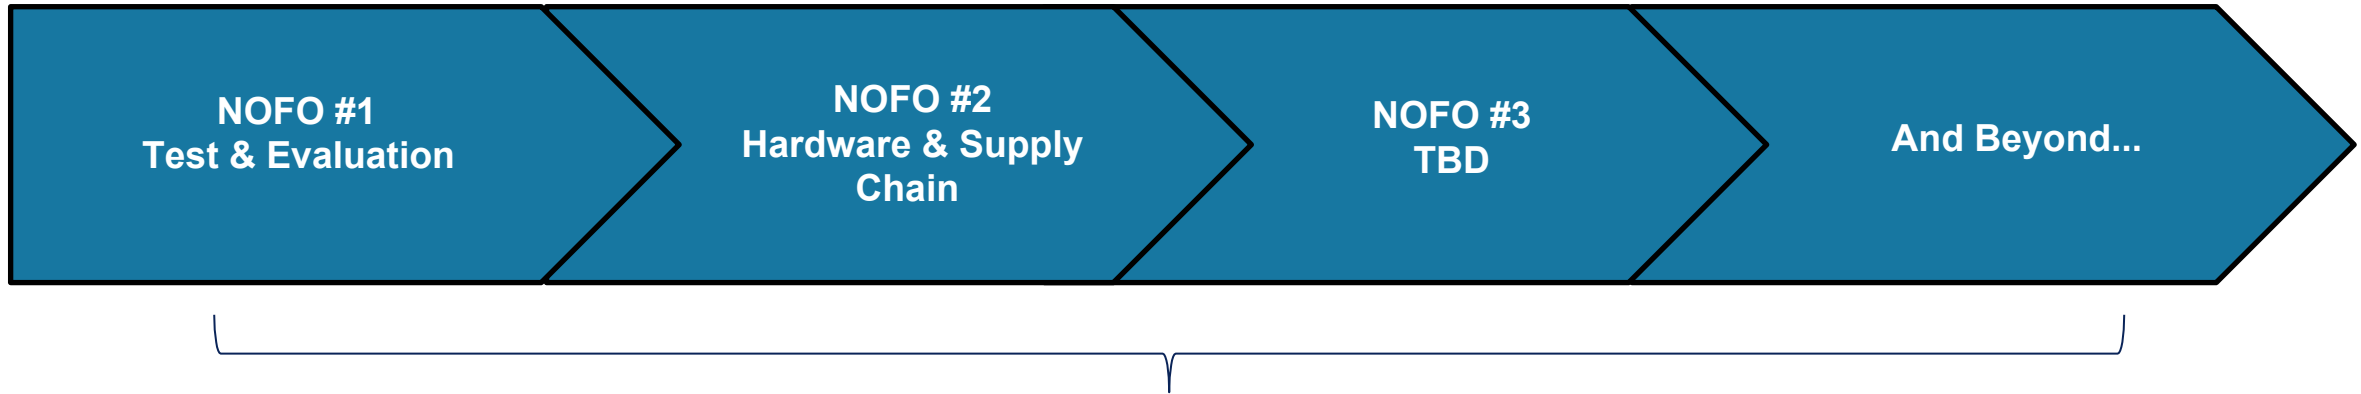 NOFO #1
Test & Evaluation
NOFO #2
Hardware & Supply
Chain
NOFO #3
TBD
And Beyond...